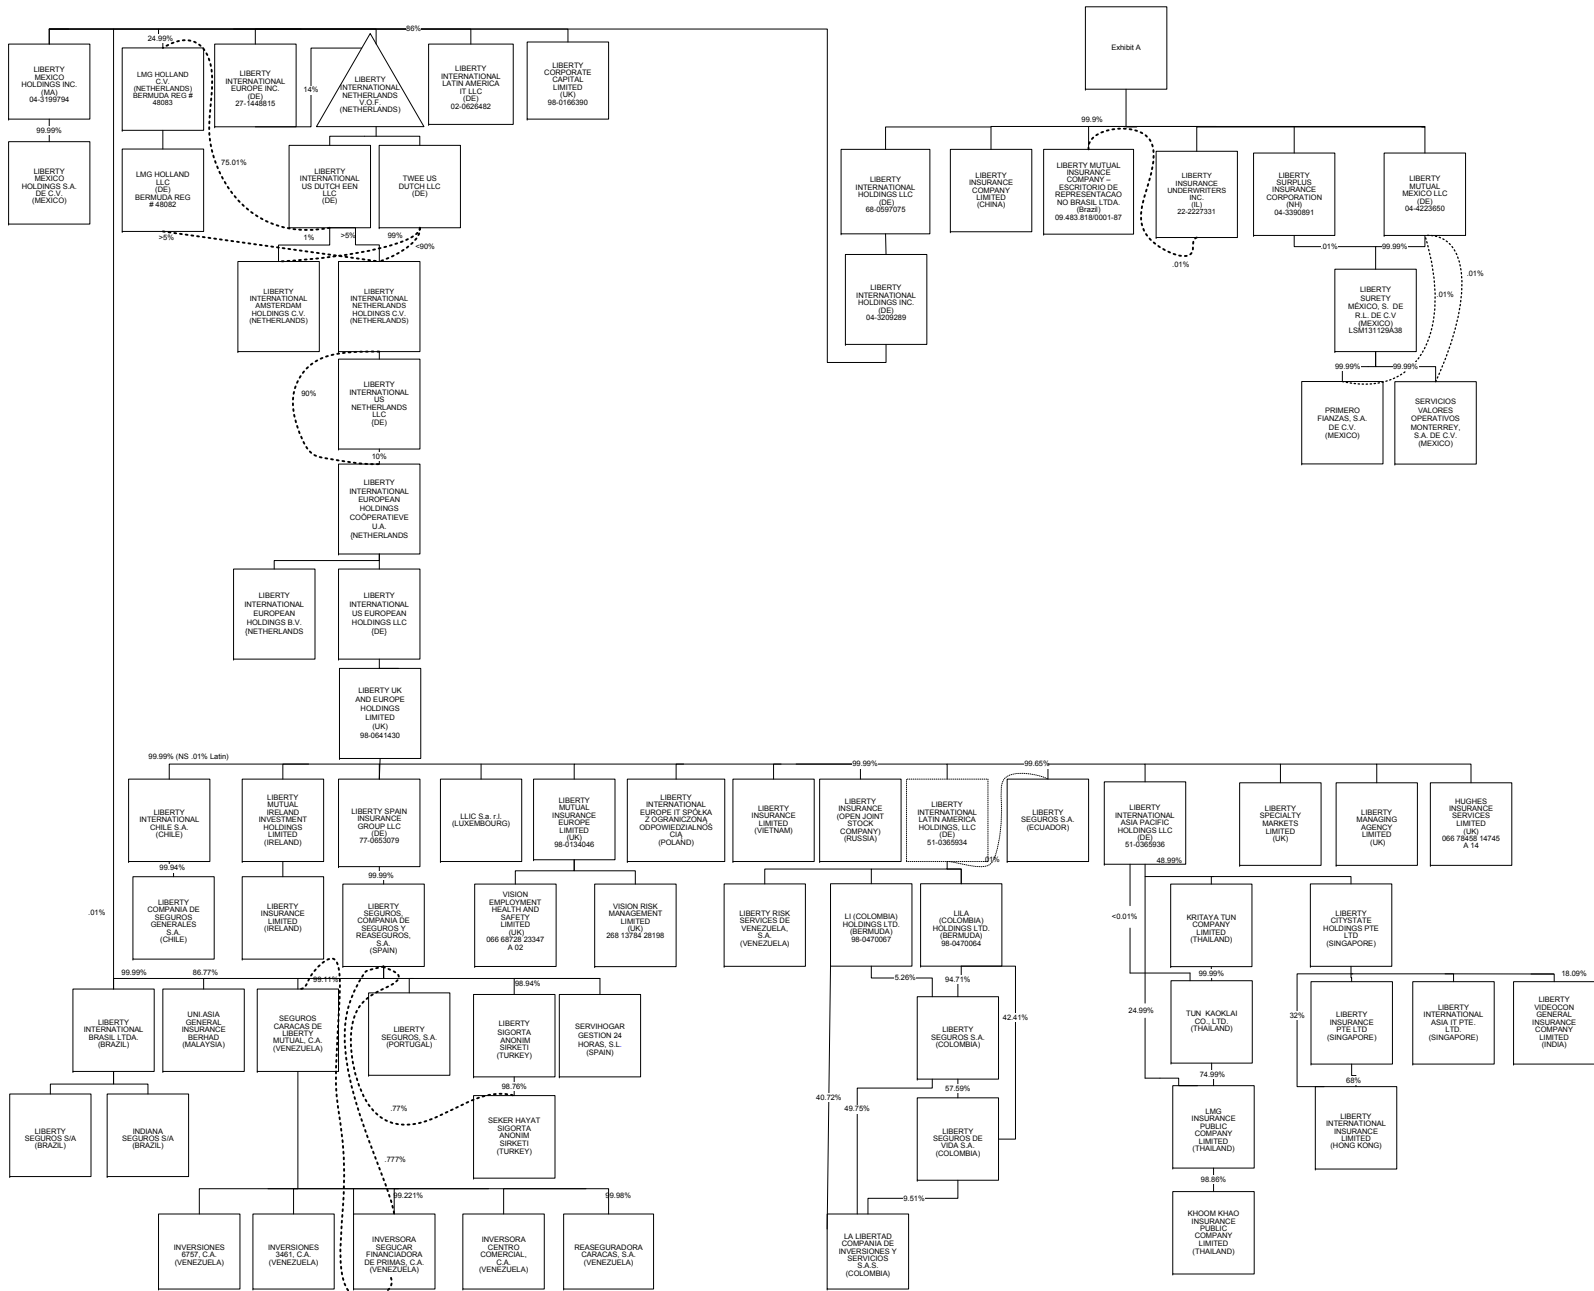 86%
24.99%
LIBERTY
MEXICO
HOLDINGS INC.
(MA)
04-3199794
LMG HOLLAND
C.V.
(NETHERLANDS)
BERMUDA REG #
48083
LIBERTY
INTERNATIONAL
EUROPE INC.
(DE)
27-1448815
14%
LIBERTY
INTERNATIONAL
NETHERLANDS
V.O.F.
(NETHERLANDS)
LIBERTY
INTERNATIONAL
LATIN AMERICA
IT LLC
(DE)
02-0626482
LIBERTY
CORPORATE
CAPITAL
LIMITED
(UK)
98-0166390
Exhibit A
99.99%
99.9%
LIBERTY
MEXICO
HOLDINGS S.A.
DE C.V.
(MEXICO)
LMG HOLLAND
LLC
(DE)
BERMUDA REG
# 48082
75.01%
LIBERTY
INTERNATIONAL
US DUTCH EEN
LLC
(DE)
TWEE US
DUTCH LLC
(DE)
LIBERTY
INTERNATIONAL
HOLDINGS LLC
(DE)
68-0597075
LIBERTY
INSURANCE
COMPANY
LIMITED
(CHINA)
LIBERTY MUTUAL
INSURANCE
COMPANY –
ESCRITORIO DE
REPRESENTACAO
NO BRASIL LTDA.
(Brazil)
09.483.818/0001-87
LIBERTY
INSURANCE
UNDERWRITERS
INC.
(IL)
22-2227331
LIBERTY
SURPLUS
INSURANCE
CORPORATION
(NH)
04-3390891
LIBERTY
MUTUAL
MEXICO LLC
(DE)
04-4223650
>5%
1%
>5%
99%
<90%
.01%
.01%
99.99%
.01%
.01%
LIBERTY
INTERNATIONAL
AMSTERDAM
HOLDINGS C.V.
(NETHERLANDS)
LIBERTY
INTERNATIONAL
NETHERLANDS
HOLDINGS C.V.
(NETHERLANDS)
LIBERTY
INTERNATIONAL
HOLDINGS INC.
(DE)
04-3209289
LIBERTY
SURETY
MÉXICO, S. DE
R.L. DE C.V
(MEXICO)
LSM131129A38
99.99%
99.99%
90%
LIBERTY
INTERNATIONAL
US
NETHERLANDS
LLC
(DE)
PRIMERO
FIANZAS, S.A.
DE C.V.
(MEXICO)
SERVICIOS
VALORES
OPERATIVOS
MONTERREY,
S.A. DE C.V.
(MEXICO)
10%
LIBERTY
INTERNATIONAL
EUROPEAN
HOLDINGS
COÖPERATIEVE
U.A.
(NETHERLANDS
LIBERTY
INTERNATIONAL
EUROPEAN
HOLDINGS B.V.
(NETHERLANDS
LIBERTY
INTERNATIONAL
US EUROPEAN
HOLDINGS LLC
(DE)
LIBERTY UK
AND EUROPE
HOLDINGS
LIMITED
(UK)
98-0641430
99.99% (NS .01% Latin)
99.99%
99.65%
LIBERTY
INTERNATIONAL
CHILE S.A.
(CHILE)
LIBERTY
MUTUAL
IRELAND
INVESTMENT
HOLDINGS
LIMITED
(IRELAND)
LIBERTY SPAIN
INSURANCE
GROUP LLC
(DE)
77-0653079
LLIC S.a. r.l.
(LUXEMBOURG)
LIBERTY
MUTUAL
INSURANCE
EUROPE
LIMITED
(UK)
98-0134046
LIBERTY
INTERNATIONAL
EUROPE IT SPÓŁKA
Z OGRANICZONĄ
ODPOWIEDZIALNOŚ
CIĄ
(POLAND)
LIBERTY
INSURANCE
LIMITED
(VIETNAM)
LIBERTY
INSURANCE
(OPEN JOINT
STOCK
COMPANY)
(RUSSIA)
LIBERTY
INTERNATIONAL
LATIN AMERICA
HOLDINGS, LLC
(DE)
51-0365934
LIBERTY
SEGUROS S.A.
(ECUADOR)
LIBERTY
INTERNATIONAL
ASIA PACIFIC
HOLDINGS LLC
(DE)
51-0365936
LIBERTY
SPECIALTY
MARKETS
LIMITED
(UK)
LIBERTY
MANAGING
AGENCY
LIMITED
(UK)
HUGHES
INSURANCE
SERVICES
LIMITED
(UK)
066 78458 14745
A 14
99.94%
99.99%
.01%
48.99%
.01%
LIBERTY
COMPANIA DE
SEGUROS
GENERALES
S.A.
(CHILE)
LIBERTY
INSURANCE
LIMITED
(IRELAND)
LIBERTY
SEGUROS,
COMPANIA DE
SEGUROS Y
REASEGUROS,
S.A.
(SPAIN)
VISION
EMPLOYMENT
HEALTH AND
SAFETY
LIMITED
(UK)
066 68728 23347
A 02
VISION RISK
MANAGEMENT
LIMITED
(UK)
268 13784 28198
LIBERTY RISK
SERVICES DE
VENEZUELA,
S.A.
(VENEZUELA)
LI (COLOMBIA)
HOLDINGS LTD.
(BERMUDA)
98-0470067
LILA
(COLOMBIA)
HOLDINGS LTD.
(BERMUDA)
98-0470064
<0.01%
KRITAYA TUN
COMPANY
LIMITED
(THAILAND)
LIBERTY
CITYSTATE
HOLDINGS PTE
LTD
(SINGAPORE)
99.99%
86.77%
99.11%
98.94%
5.26%
94.71%
99.99%
18.09%
LIBERTY
INTERNATIONAL
BRASIL LTDA.
(BRAZIL)
UNI.ASIA
GENERAL
INSURANCE
BERHAD
(MALAYSIA)
SEGUROS
CARACAS DE
LIBERTY
MUTUAL, C.A.
(VENEZUELA)
LIBERTY
SEGUROS, S.A.
(PORTUGAL)
LIBERTY
SIGORTA
ANONIM
SIRKETI
(TURKEY)
SERVIHOGAR
GESTION 24
HORAS, S.L.
(SPAIN)
LIBERTY
SEGUROS S.A.
(COLOMBIA)
42.41%
24.99%
TUN KAOKLAI
CO., LTD.
(THAILAND)
32%
LIBERTY
INSURANCE
PTE LTD
(SINGAPORE)
LIBERTY
INTERNATIONAL
ASIA IT PTE.
LTD.
(SINGAPORE)
LIBERTY
VIDEOCON
GENERAL
INSURANCE
COMPANY
LIMITED
(INDIA)
98.76%
57.59%
74.99%
68%
LIBERTY
SEGUROS S/A
(BRAZIL)
INDIANA
SEGUROS S/A
(BRAZIL)
.77%
.777%
SEKER HAYAT
SIGORTA
ANONIM
SIRKETI
(TURKEY)
40.72%
49.75%
LIBERTY
SEGUROS DE
VIDA S.A.
(COLOMBIA)
LMG
INSURANCE
PUBLIC
COMPANY
LIMITED
(THAILAND)
LIBERTY
INTERNATIONAL
INSURANCE
LIMITED
(HONG KONG)
99.221%
99.98%
9.51%
98.86%
INVERSIONES
6757, C.A.
(VENEZUELA)
INVERSIONES
3461, C.A.
(VENEZUELA)
INVERSORA
SEGUCAR
FINANCIADORA
DE PRIMAS, C.A.
(VENEZUELA)
INVERSORA
CENTRO
COMERCIAL,
C.A.
(VENEZUELA)
REASEGURADORA
CARACAS, S.A.
(VENEZUELA)
LA LIBERTAD
COMPANIA DE
INVERSIONES Y
SERVICIOS
S.A.S.
(COLOMBIA)
KHOOM KHAO
INSURANCE
PUBLIC
COMPANY
LIMITED
(THAILAND)